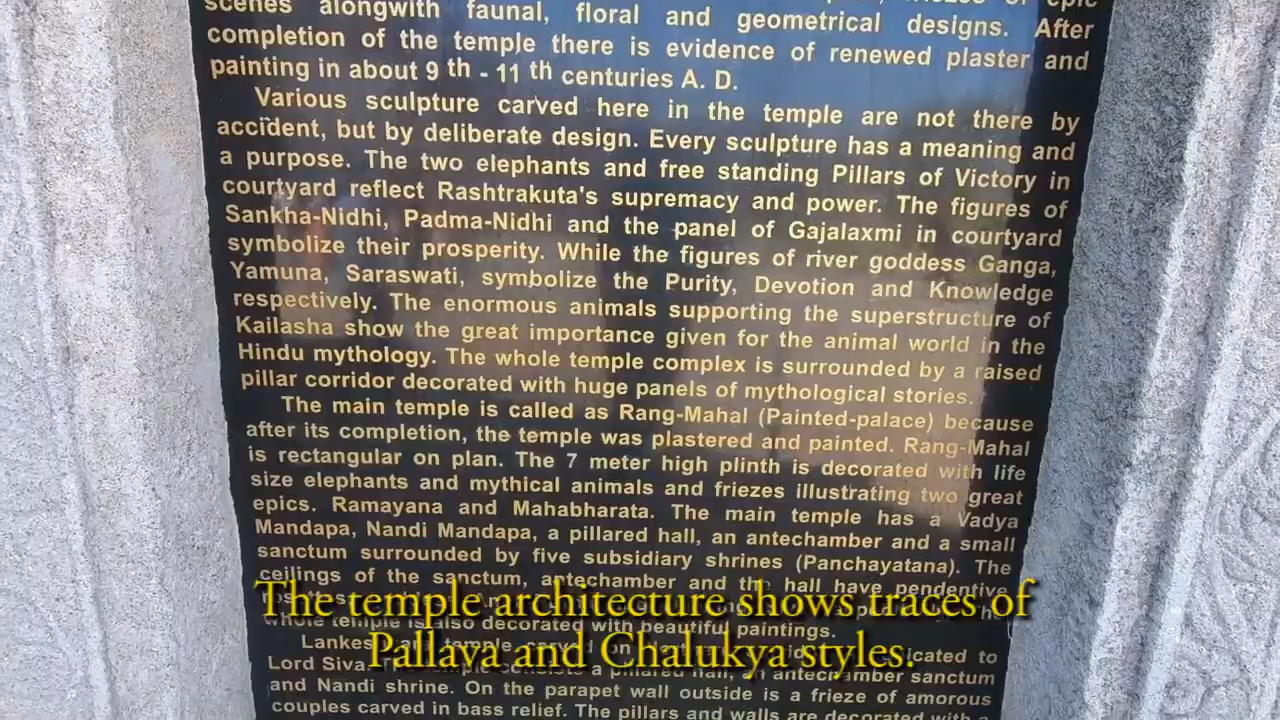 scenes alongwith faunal, floral and geometrical designs. After
completion of the temple there is evidence of renewed plaster and
painting in about 9 th - 11 th centuries A. D.
Various sculpture carved here in the temple are not there by
accident, but by deliberate design. Every sculpture has a meaning and
a purpose. The two elephants and free standing Pillars of Victory in
courtyard reflect Rashtrakuta's supremacy and power. The figures of
Sankha-Nidhi, Padma-Nidhi and the panel of Gajalaxmi in courtyard
symbolize their prosperity. While the figures of river goddess Ganga,
Yamuna, Saraswati, symbolize the Purity, Devotion and Knowledge
respectively. The enormous animals supporting the superstructure of
Kailasha show the great importance given for the animal world in the
Hindu mythology. The whole temple complex is surrounded by a raised
pillar corridor decorated with huge panels of mythological stories.
The main temple is called as Rang-Mahal (Painted-palace) because
after its completion, the temple was plastered and painted. Rang-Mahal
is rectangular on plan. The 7 meter high plinth is decorated with life
size elephants and mythical animals and friezes illustrating two great
epics. Ramayana and Mahabharata. The main temple has a Vadya
Mandapa, Nandi Mandapa, a pillared hall, an antechamber and a small
sanctum surrounded by five subsidiary shrines (Panchayatana). The
ceilings of the sanctum, antechamber and the hall have pendentive
whole temple is also decorated with beautiful paintings.
temple carved on dedicated to
Lord Siva. The temple consists a pillared hall, an antechamber sanctum
and Nandi shrine. On the parapet wall outside is a frieze of amorous
couples carved in bass relief. The pillars and walls are decorated with a
The temple architecture shows traces of
Pallava and Chalukya styles.